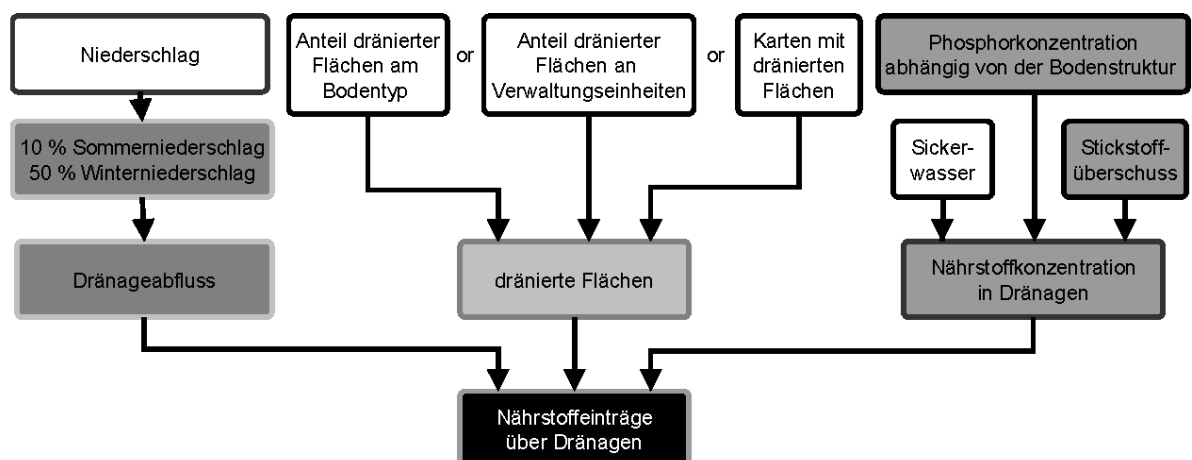 Niederschlag
10 % Sommerniederschlag
50 % Winterniederschlag
Dränageabfluss
Anteil dränierter
Flächen am
Bodentyp
or
Anteil dränierter
Flächen an
Verwaltungseinheiten
or
Karten mit
dränierten
Flächen
dränierte Flächen
Phosphorkonzentration
abhängig von der Bodenstruktur
Sicker-
wasser
Stickstoff-
überschuss
Nährstoffkonzentration
in Dränagen
Nährstoffeinträge
über Dränagen